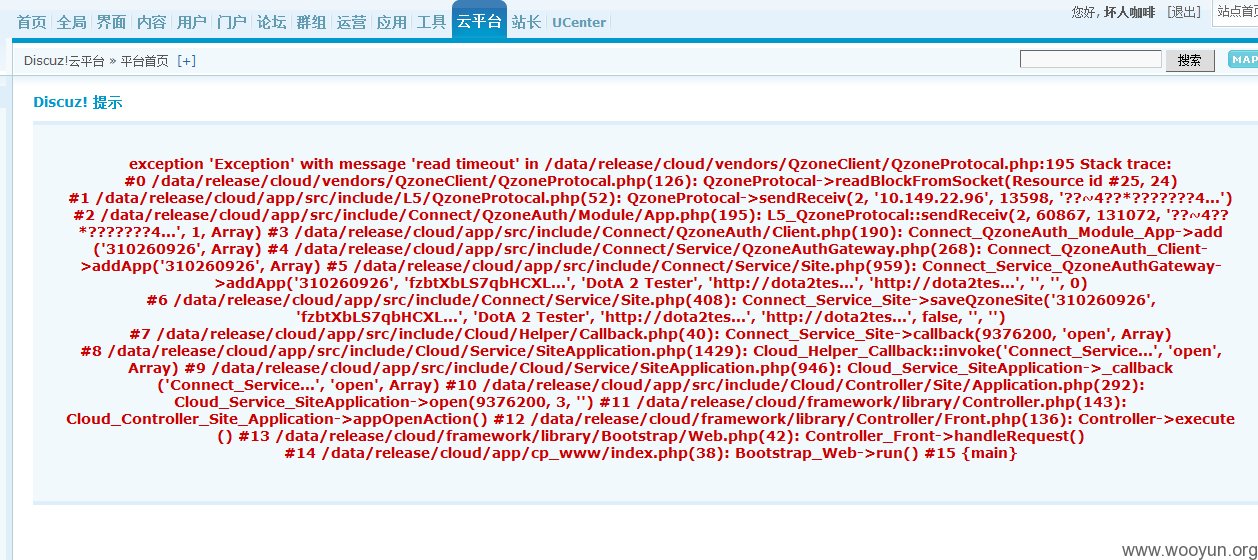 首页 全局 界面 内容 用户 门户 论坛 群组 运营 应用 工具 云平台 站长 UCenter
您好, 坏人咖啡 [退出] 站点首页
Discuz!云平台 » 平台首页 [+]
搜索 MAP
Discuz! 提示
exception 'Exception' with message 'read timeout' in /data/release/cloud/vendors/QzoneClient/QzoneProtocal.php:195 Stack trace:
#0 /data/release/cloud/vendors/QzoneClient/QzoneProtocal.php(126): QzoneProtocal->readBlockFromSocket(Resource id #25, 24)
#1 /data/release/cloud/app/src/include/L5/QzoneProtocal.php(52): QzoneProtocal->sendReceiv(2, '10.149.22.96', 13598, '??~4??*???????4...')
#2 /data/release/cloud/app/src/include/Connect/QzoneAuth/Module/App.php(195): L5_QzoneProtocal::sendReceiv(2, 60867, 131072, '??~4??
*???????4...', 1, Array) #3 /data/release/cloud/app/src/include/Connect/QzoneAuth/Client.php(190): Connect_QzoneAuth_Module_App->add
('310260926', Array) #4 /data/release/cloud/app/src/include/Connect/Service/QzoneAuthGateway.php(268): Connect_QzoneAuth_Client-
>addApp('310260926', Array) #5 /data/release/cloud/app/src/include/Connect/Service/Site.php(959): Connect_Service_QzoneAuthGateway-
>addApp('310260926', 'fzbtXbLS7qbHCXL...', 'DotA 2 Tester', 'http://dota2tes...', 'http://dota2tes...', '', '', 0)
#6 /data/release/cloud/app/src/include/Connect/Service/Site.php(408): Connect_Service_Site->saveQzoneSite('310260926',
'fzbtXbLS7qbHCXL...', 'DotA 2 Tester', 'http://dota2tes...', 'http://dota2tes...', false, '', '')
#7 /data/release/cloud/app/src/include/Cloud/Helper/Callback.php(40): Connect_Service_Site->callback(9376200, 'open', Array)
#8 /data/release/cloud/app/src/include/Cloud/Service/SiteApplication.php(1429): Cloud_Helper_Callback::invoke('Connect_Service...', 'open',
Array) #9 /data/release/cloud/app/src/include/Cloud/Service/SiteApplication.php(946): Cloud_Service_SiteApplication->_callback
('Connect_Service...', 'open', Array) #10 /data/release/cloud/app/src/include/Cloud/Controller/Site/Application.php(292):
Cloud_Service_SiteApplication->open(9376200, 3, '') #11 /data/release/cloud/framework/library/Controller.php(143):
Cloud_Controller_Site_Application->appOpenAction() #12 /data/release/cloud/framework/library/Controller/Front.php(136): Controller->execute
() #13 /data/release/cloud/framework/library/Bootstrap/Web.php(42): Controller_Front->handleRequest()
#14 /data/release/cloud/app/cp_www/index.php(38): Bootstrap_Web->run() #15 {main}
www.wooyun.org